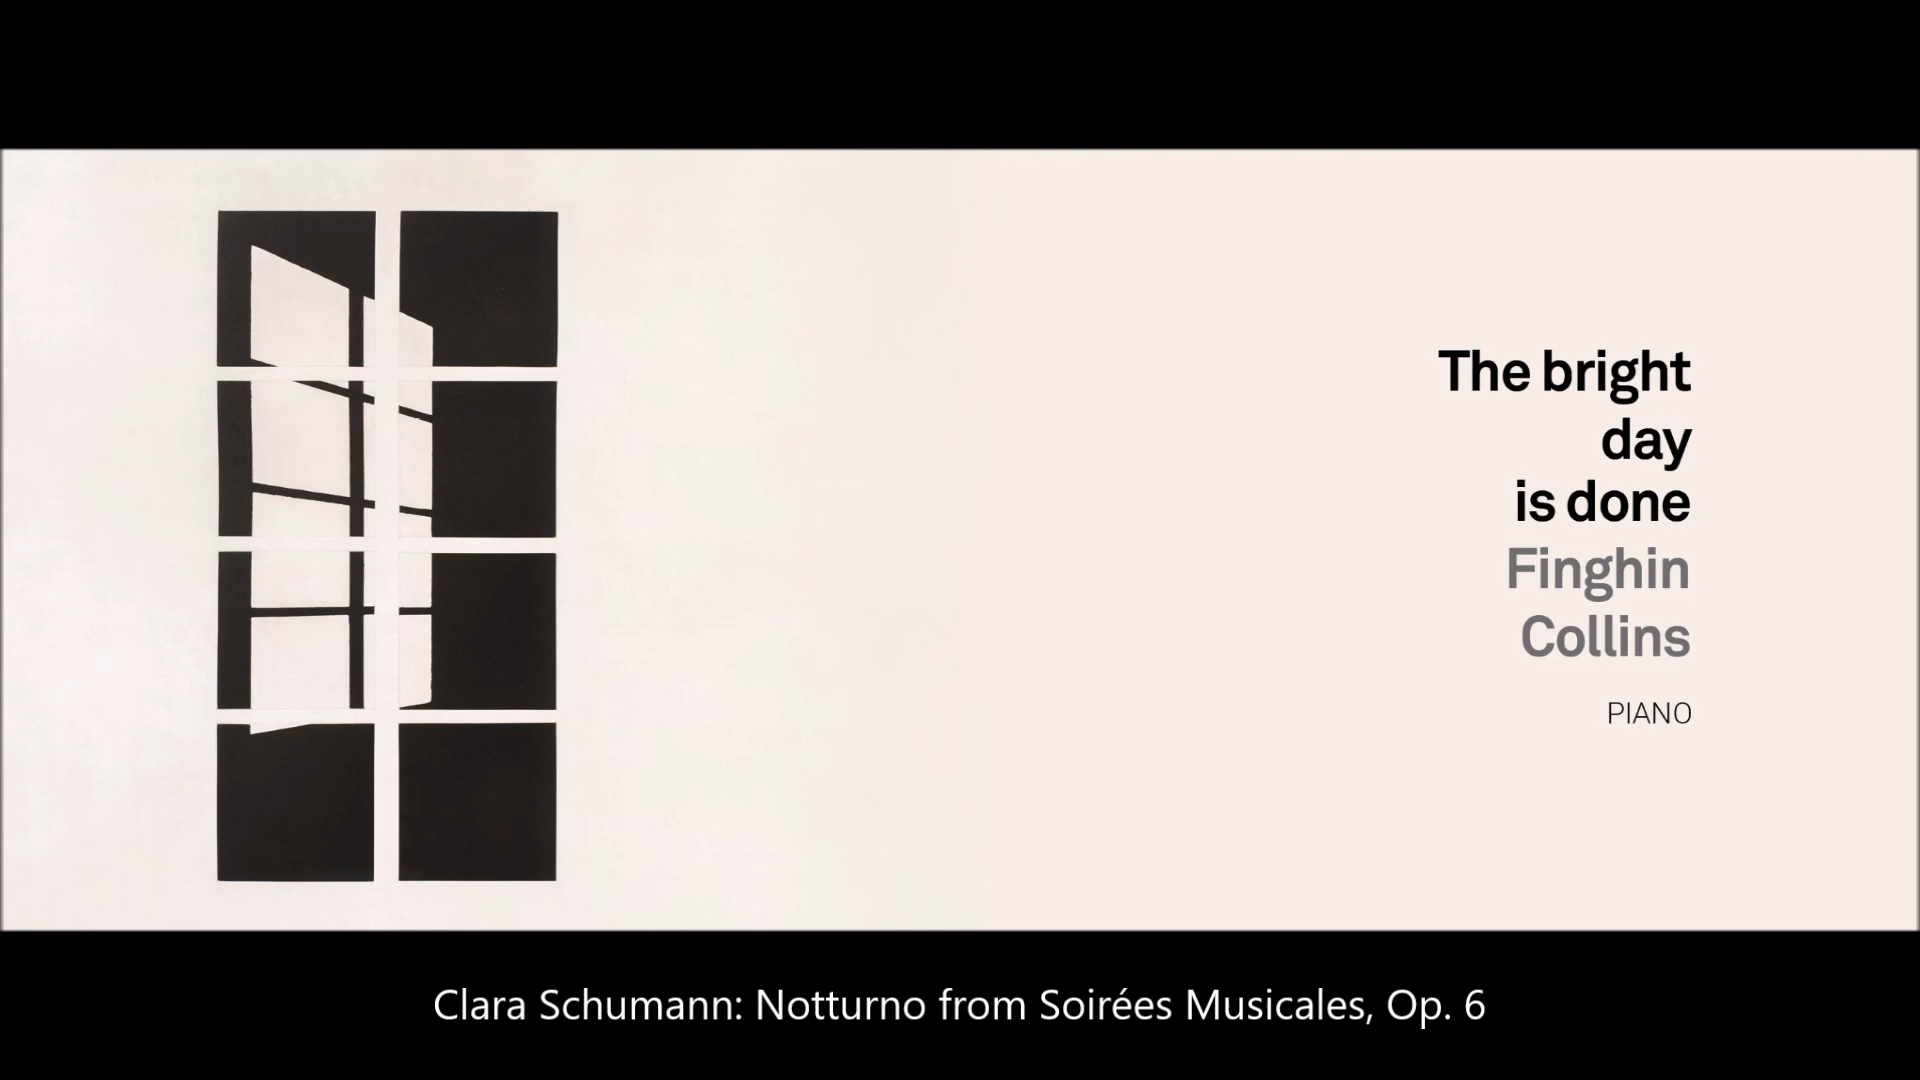 The bright
day
is done
Finghin
Collins
PIANO
Clara Schumann: Notturno from Soirées Musicales, Op. 6